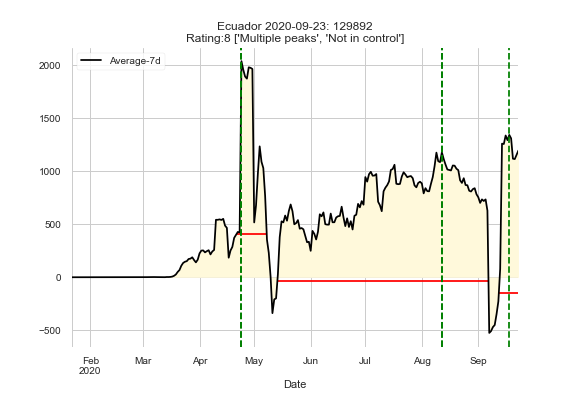 Ecuador 2020-09-23: 129892
Rating:8 ['Multiple peaks', 'Not in control']
Average-7d
2000
1500
1000
500
0
−500
Feb
2020
Mar
Apr
May
Jun
Jul
Aug
Sep
Date